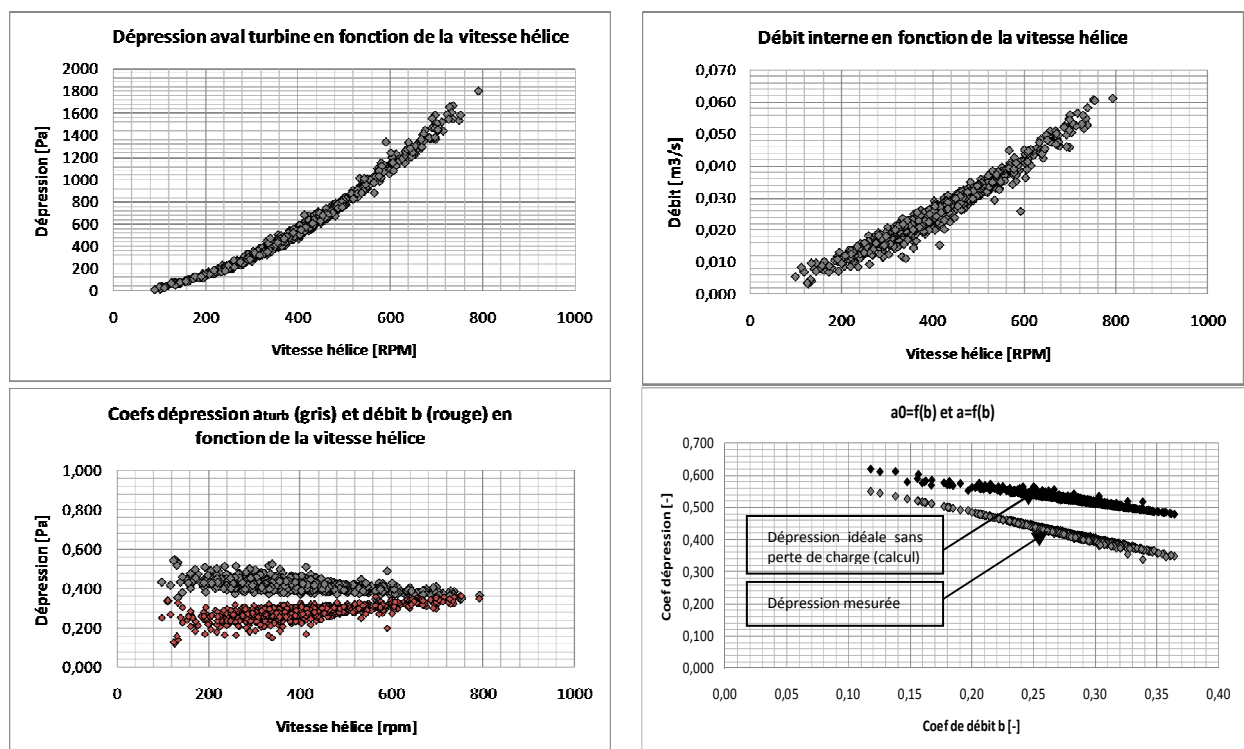 Dépression aval turbine en fonction de la vitesse hélice
2000
1800
1600
1400
1200
1000
800
600
400
200
0
Dépression [Pa]
0 200 400 600 800 1000
Vitesse hélice [RPM]
Débit interne en fonction de la vitesse hélice
0,070
0,060
0,050
0,040
0,030
0,020
0,010
0,000
Débit [m3/s]
0 200 400 600 800 1000
Vitesse hélice [RPM]
Coefs dépression aturb (gris) et débit b (rouge) en
fonction de la vitesse hélice
1,000
0,800
0,600
0,400
0,200
0,000
Dépression [Pa]
0 200 400 600 800 1000
Vitesse hélice [rpm]
a0=f(b) et a=f(b)
0,700
0,600
0,500
0,400
0,300
0,200
0,100
0,000
Coef dépression [-]
Dépression idéale sans
perte de charge (calcul)
Dépression mesurée
0,00 0,05 0,10 0,15 0,20 0,25 0,30 0,35 0,40
Coef de débit b [-]